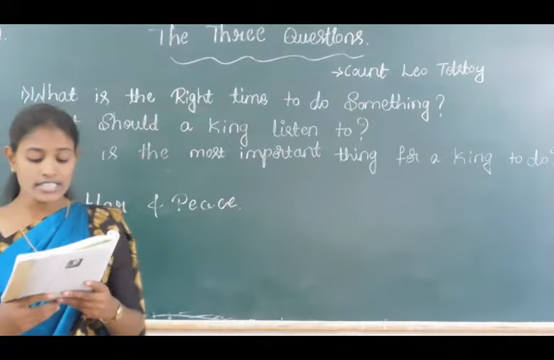 The Three Questions.
→Count Leo Tolstoy
1) What is the Right time to do Something?
Should a king listen to?
is the most important thing for a king to do?
& Peace.